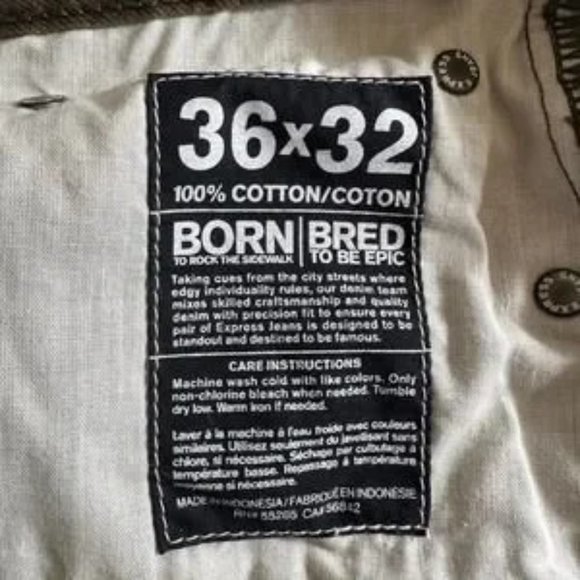 36x32
100% COTTON/COTON
BORN | BRED
TO ROCK THE SIDEWALK TO BE EPIC
Taking cues from the city streets where
edgy individuality rules, our denim team
mixes skilled craftsmanship and quality
denim with precision fit to ensure every
pair of Express Jeans is designed to be
standout and destined to be famous.
CARE INSTRUCTIONS
Machine wash cold with like colors. Only
non-chlorine bleach when needed. Tumble
dry low. Warm iron if needed.
Laver à la machine à l'eau froide avec couleurs
similaires. Utilisez seulement du javellisant sans
chlore, si nécessaire. Séchage par culbutage à
température basse. Repassage à température
moyenne si nécessaire.
MADE IN INDONESIA/FABRIQUÉ EN INDONÉSIE
CA#